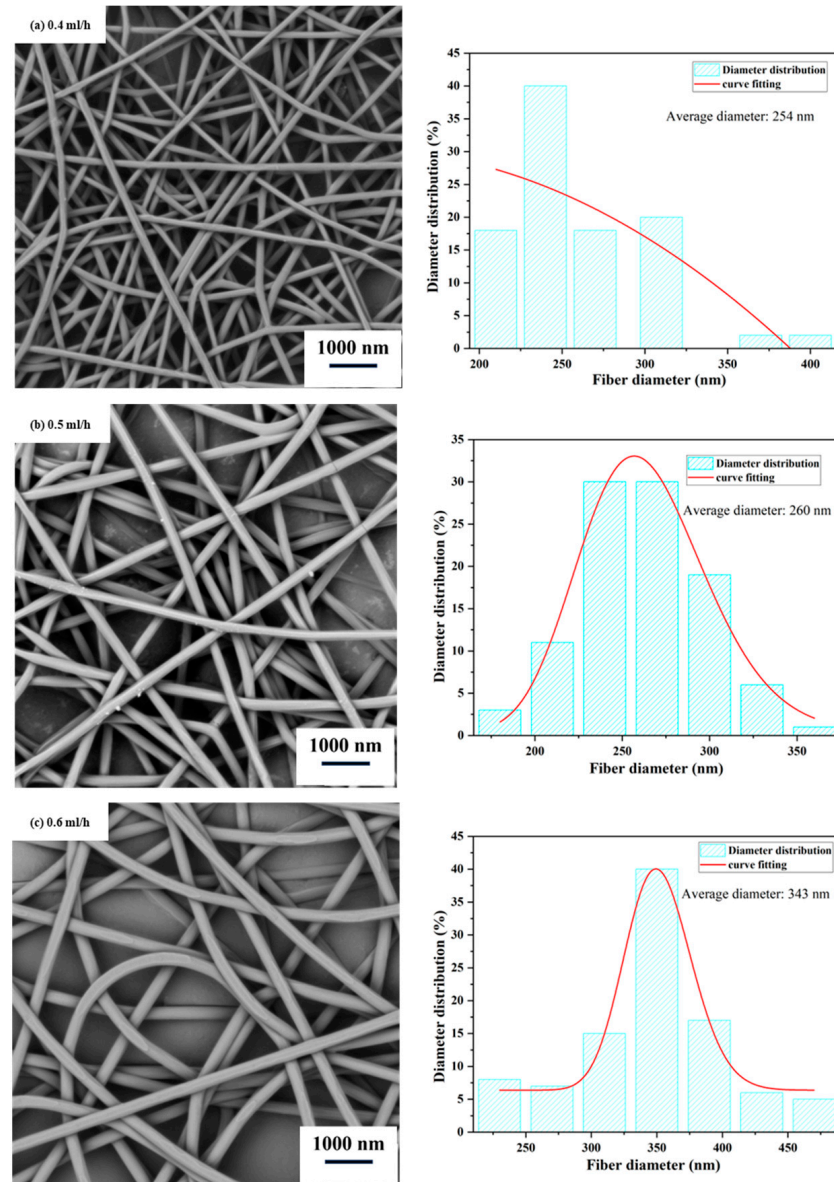 (a) 0.4 ml/h
1000 nm
45
40
35
30
25
20
15
10
5
0
Diameter distribution (%)
Diameter distribution
curve fitting
Average diameter: 254 nm
200 250 300 350 400
Fiber diameter (nm)
(b) 0.5 ml/h
1000 nm
35
30
25
20
15
10
5
0
Diameter distribution (%)
Diameter distribution
curve fitting
Average diameter: 260 nm
200 250 300 350
Fiber diameter (nm)
(c) 0.6 ml/h
1000 nm
45
40
35
30
25
20
15
10
5
0
Diameter distribution (%)
Diameter distribution
curve fitting
Average diameter: 343 nm
250 300 350 400 450
Fiber diameter (nm)